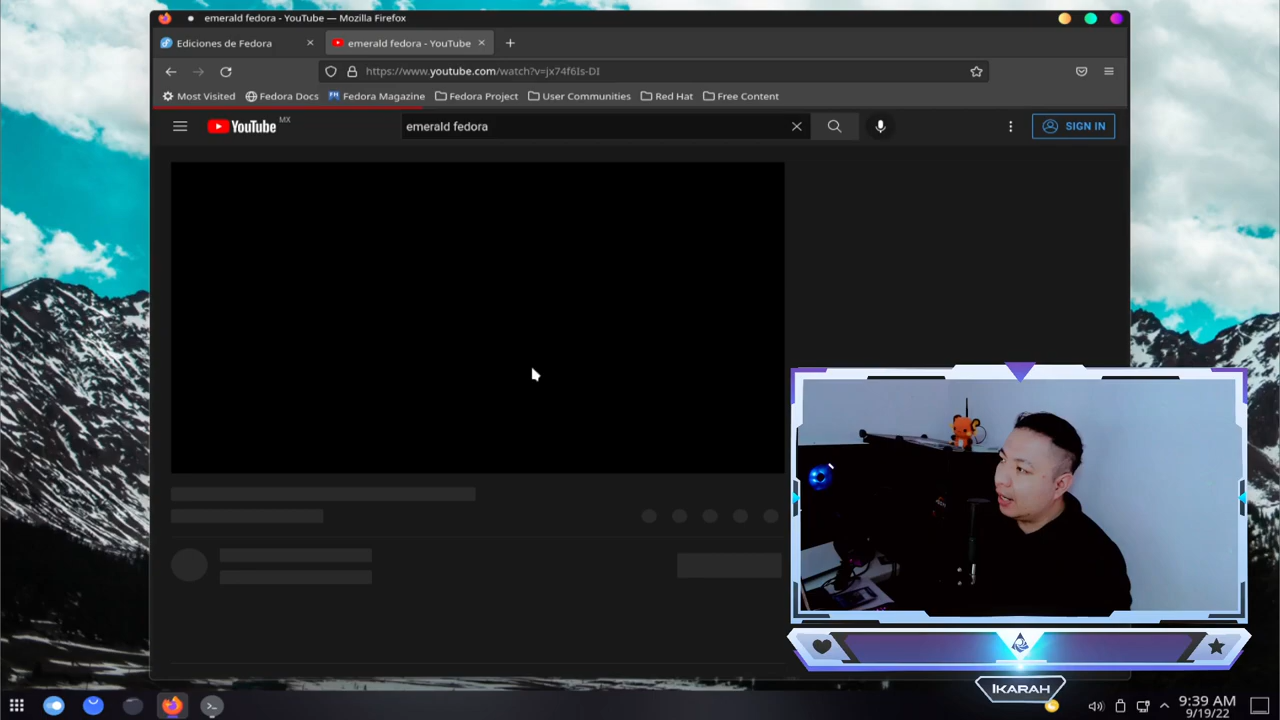 emerald fedora - YouTube — Mozilla Firefox
Ediciones de Fedora
emerald fedora - YouTube
https://www.youtube.com/watch?v=jx74f6Is-DI
Most Visited
Fedora Docs
Fedora Magazine
Fedora Project
User Communities
Red Hat
Free Content
YouTube MX
emerald fedora
SIGN IN
IKARAH
9:39 AM
9/19/22